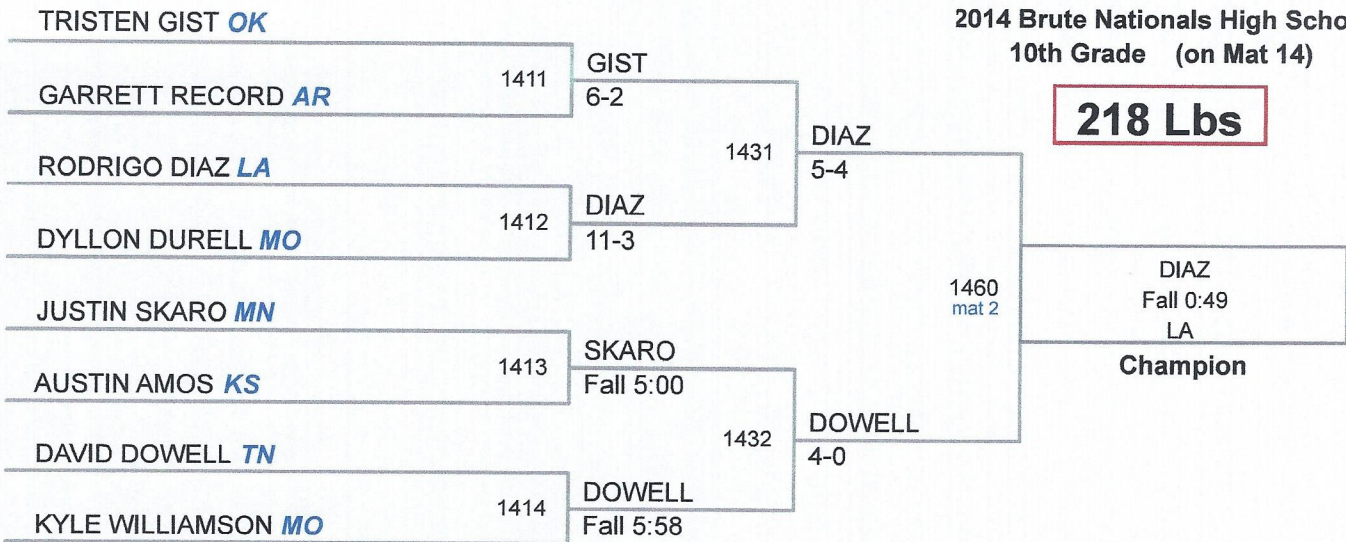 TRISTEN GIST OK
2014 Brute Nationals High Scho
10th Grade (on Mat 14)
218 Lbs
1411
GIST
6-2
GARRETT RECORD AR
1431
DIAZ
5-4
RODRIGO DIAZ LA
1412
DIAZ
11-3
DYLLON DURELL MO
1460
mat 2
DIAZ
Fall 0:49
LA
Champion
JUSTIN SKARO MN
1413
SKARO
Fall 5:00
AUSTIN AMOS KS
1432
DOWELL
4-0
DAVID DOWELL TN
1414
DOWELL
Fall 5:58
KYLE WILLIAMSON MO